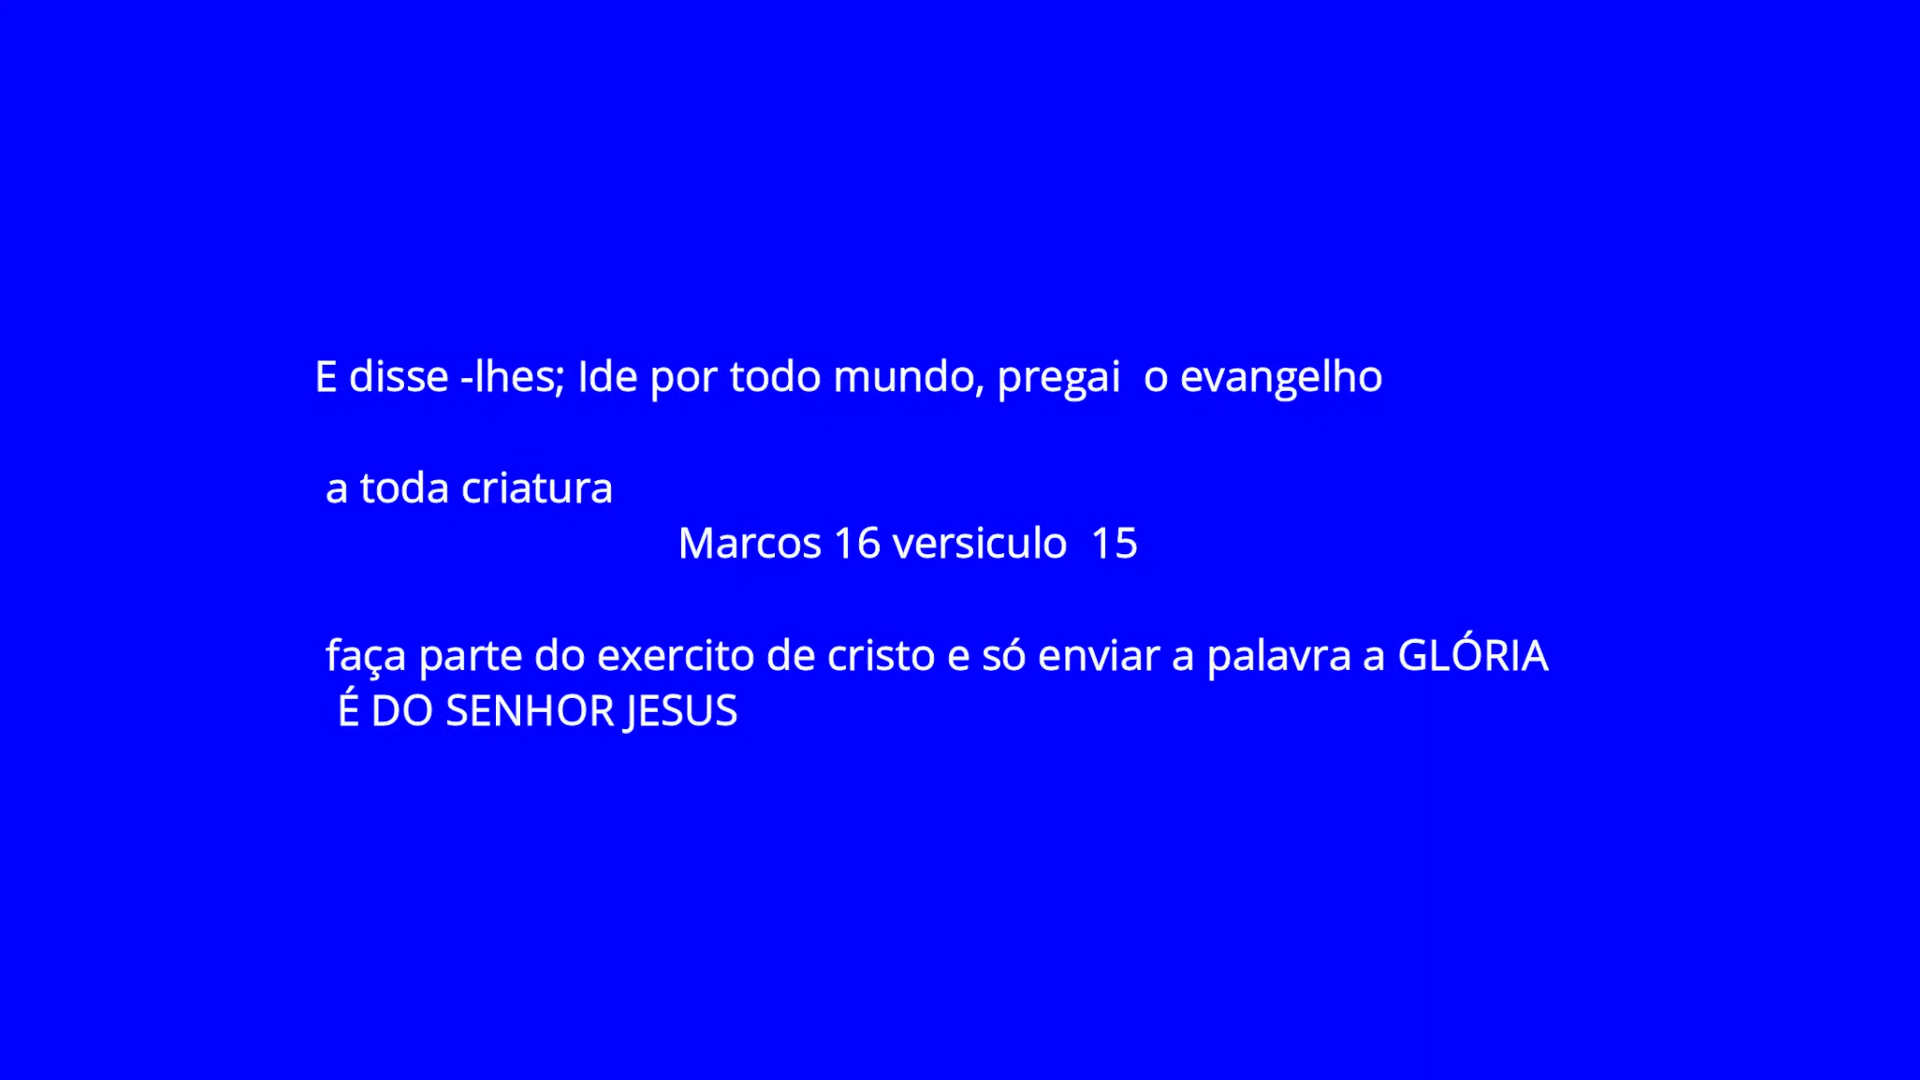 E disse -lhes; Ide por todo mundo, pregai  o evangelho
a toda criatura
Marcos 16 versiculo  15
faça parte do exercito de cristo e só enviar a palavra a GLÓRIA
É DO SENHOR JESUS